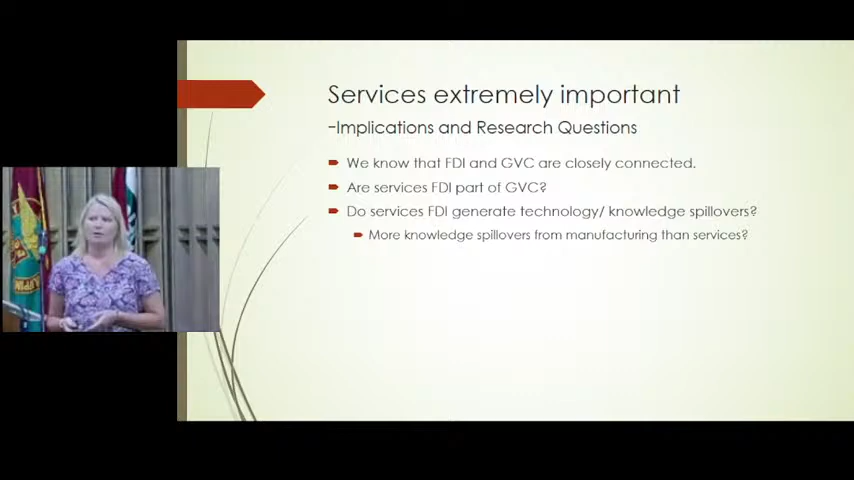 Services extremely important
-Implications and Research Questions
We know that FDI and GVC are closely connected.
Are services FDI part of GVC?
Do services FDI generate technology/ knowledge spillovers?
More knowledge spillovers from manufacturing than services?